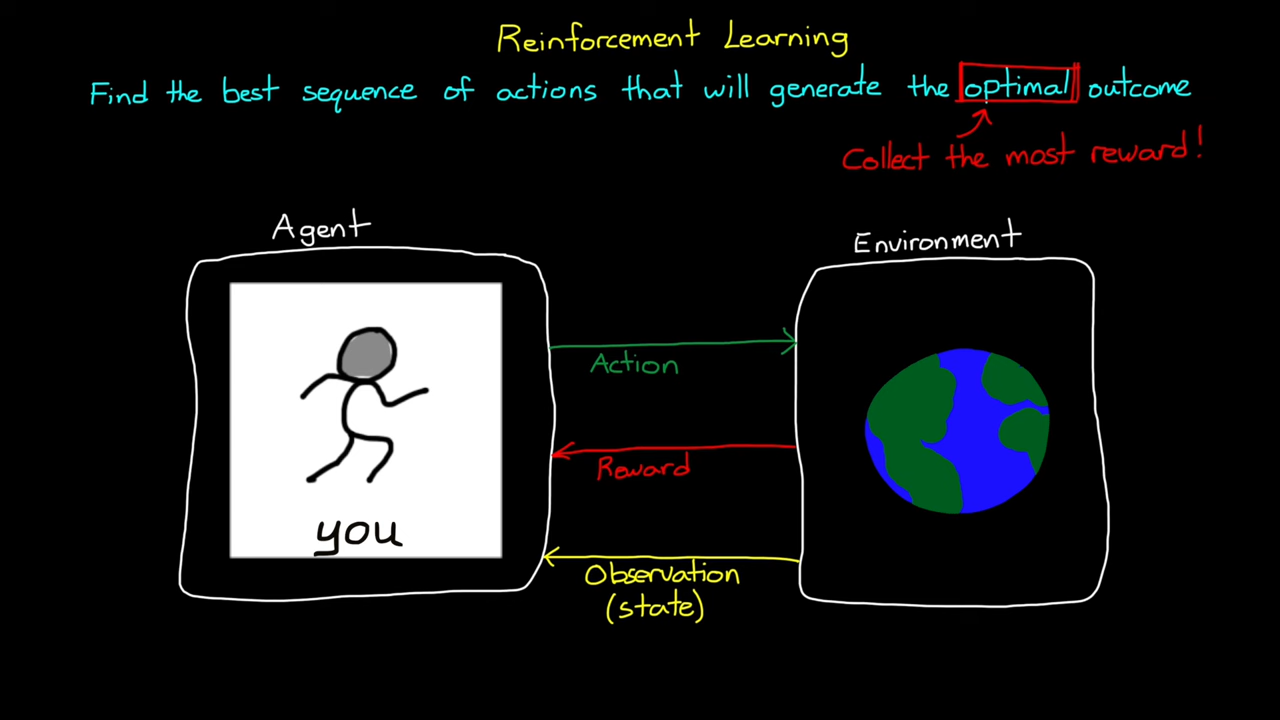 Reinforcement Learning
Find the best sequence of actions that will generate the optimal outcome
Collect the most reward!
Agent
Environment
Action
Reward
you
Observation
(state)